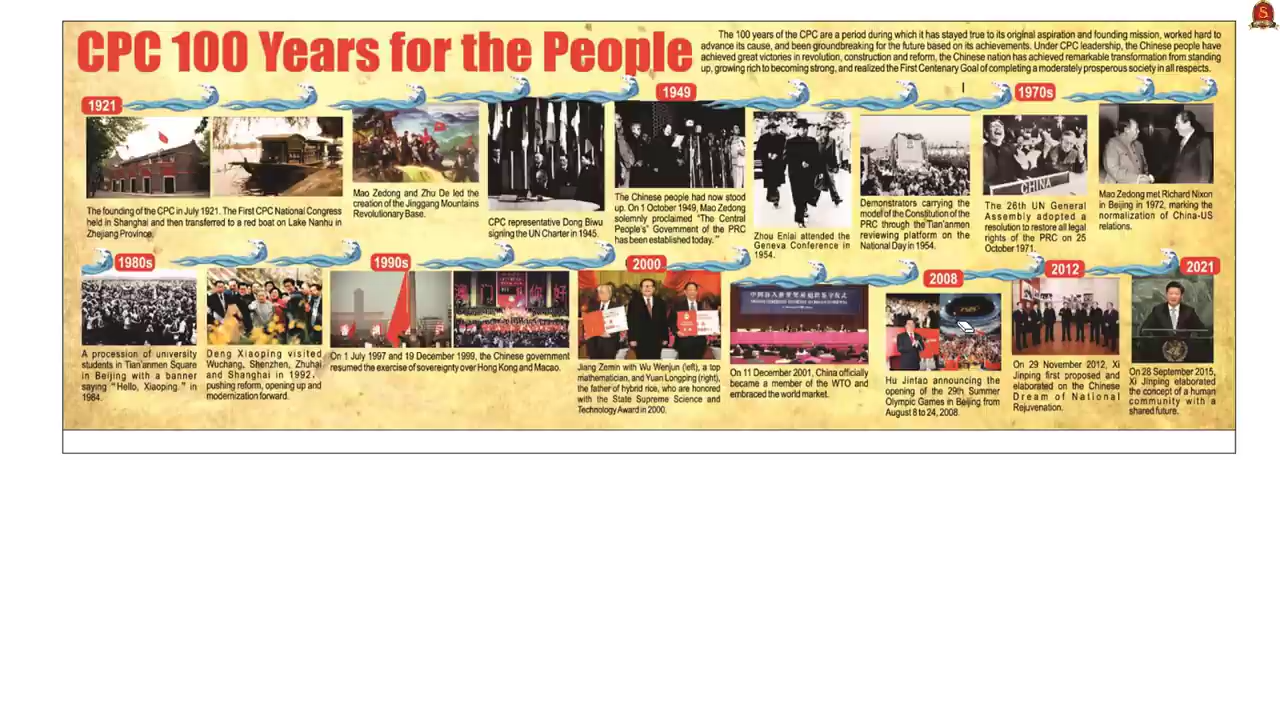 CPC 100 Years for the People
The 100 years of the CPC are a period during which it has stayed true to its original aspiration and founding mission, worked hard to
advance its cause, and been groundbreaking for the future based on its achievements. Under CPC leadership, the Chinese people have
achieved great victories in revolution, construction and reform, the Chinese nation has achieved remarkable transformation from standing
up, growing rich to becoming strong, and realized the First Centenary Goal of completing a moderately prosperous society in all respects.
1921
The founding of the CPC in July 1921. The First CPC National Congress
held in Shanghai and then transferred to a red boat on Lake Nanhu in
Zhejiang Province.
Mao Zedong and Zhu De led the
creation of the Jinggang Mountains
Revolutionary Base.
CPC representative Dong Biwu
signing the UN Charter in 1945.
1949
The Chinese people had now stood
up. On 1 October 1949, Mao Zedong
solemnly proclaimed "The Central
People's" Government of the PRC
has been established today."
Zhou Enlai attended the
Geneva Conference in
1954.
Demonstrators carrying the
model of the Constitution of the
PRC through the Tian'anmen
reviewing platform on the
National Day in 1954.
1970s
CHINA
The 26th UN General
Assembly adopted a
resolution to restore all legal
rights of the PRC on 25
October 1971.
Mao Zedong met Richard Nixon
in Beijing in 1972, marking the
normalization of China-US
relations.
1980s
A procession of university
students in Tian'anmen Square
in Beijing with a banner
saying "Hello, Xiaoping." in
1984.
Deng Xiaoping visited
Wuchang, Shenzhen, Zhuhai
and Shanghai in 1992,
pushing reform, opening up and
modernization forward.
1990s
On 1 July 1997 and 19 December 1999, the Chinese government
resumed the exercise of sovereignty over Hong Kong and Macao.
2000
Jiang Zemin with Wu Wenjun (left), a top
mathematician, and Yuan Longping (right),
the father of hybrid rice, who are honored
with the State Supreme Science and
Technology Award in 2000.
On 11 December 2001, China officially
became a member of the WTO and
embraced the world market.
2008
Hu Jintao announcing the
opening of the 29th Summer
Olympic Games in Beijing from
August 8 to 24, 2008.
2012
On 29 November 2012, Xi
Jinping first proposed and
elaborated on the Chinese
Dream of National
Rejuvenation.
2021
On 28 September 2015,
Xi Jinping elaborated
the concept of a human
community with a
shared future.
S